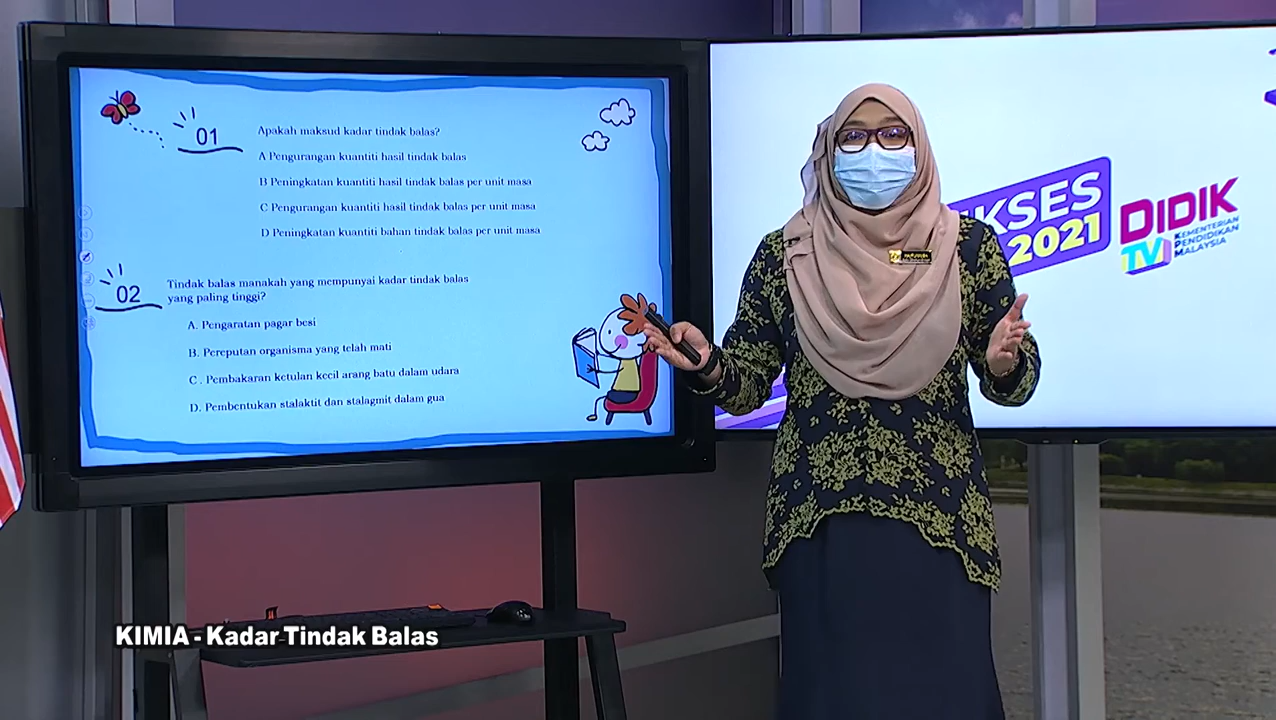 01
Apakah maksud kadar tindak balas?
A Pengurangan kuantiti hasil tindak balas
B Peningkatan kuantiti hasil tindak balas per unit masa
C Pengurangan kuantiti hasil tindak balas per unit masa
D Peningkatan kuantiti bahan tindak balas per unit masa
02
Tindak balas manakah yang mempunyai kadar tindak balas
yang paling tinggi?
A. Pengaratan pagar besi
B. Pereputan organisma yang telah mati
C . Pembakaran ketulan kecil arang batu dalam udara
D. Pembentukan stalaktit dan stalagmit dalam gua
KSES
2021
DIDIK
TV
KEMENTERIAN
PENDIDIKAN
MALAYSIA
KIMIA - Kadar Tindak Balas